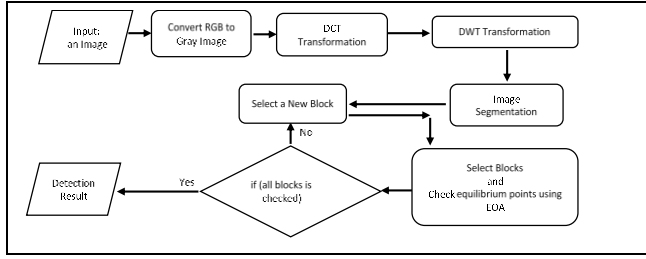 Input:
an Image
Convert RGB to
Gray Image
DCT
Transformation
DWT Transformation
Image
Segmentation
Select a New Block
No
Select Blocks
and
Check equilibrium points using
EOA
if (all blocks is
checked)
Yes
Detection
Result